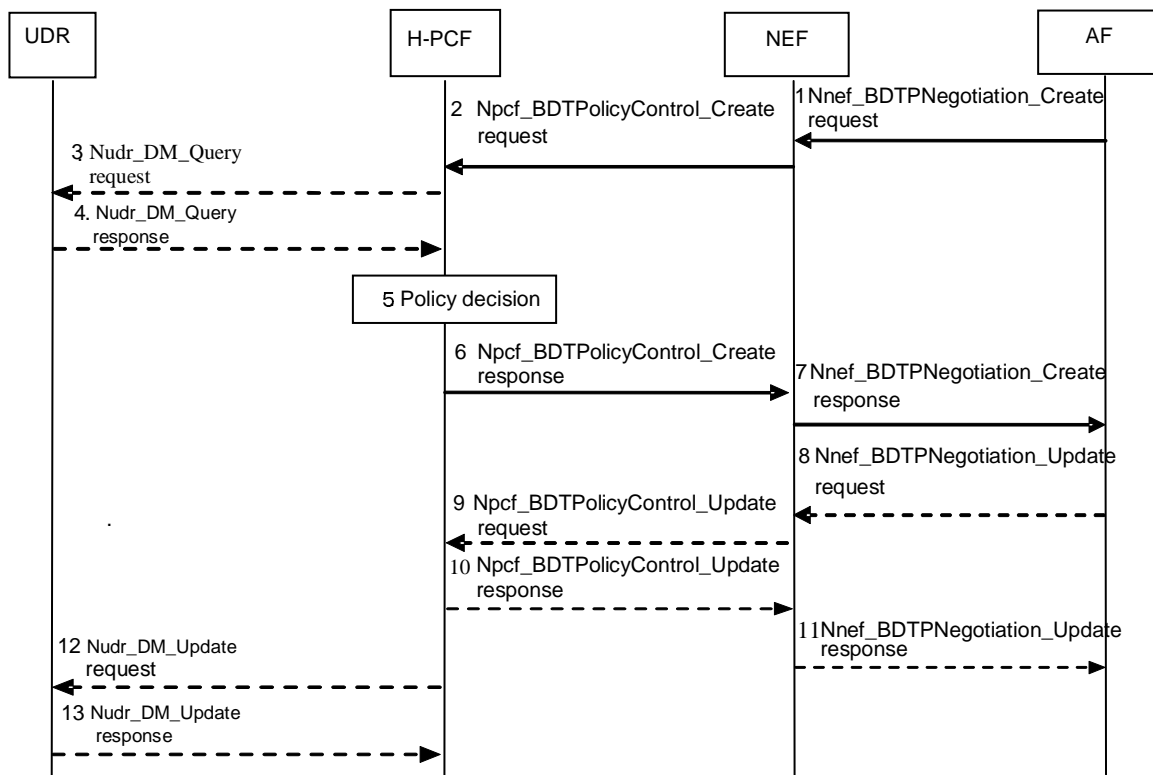 UDR
H-PCF
NEF
AF
1 Nnef_BDTPNegotiation_Create
request
2 Npcf_BDTPolicyControl_Create
request
3 Nudr_DM_Query
request
4. Nudr_DM_Query
response
5 Policy decision
6 Npcf_BDTPolicyControl_Create
response
7 Nnef_BDTPNegotiation_Create
response
8 Nnef_BDTPNegotiation_Update
request
9 Npcf_BDTPolicyControl_Update
request
10 Npcf_BDTPolicyControl_Update
response
11 Nnef_BDTPNegotiation_Update
response
12 Nudr_DM_Update
request
13 Nudr_DM_Update
response